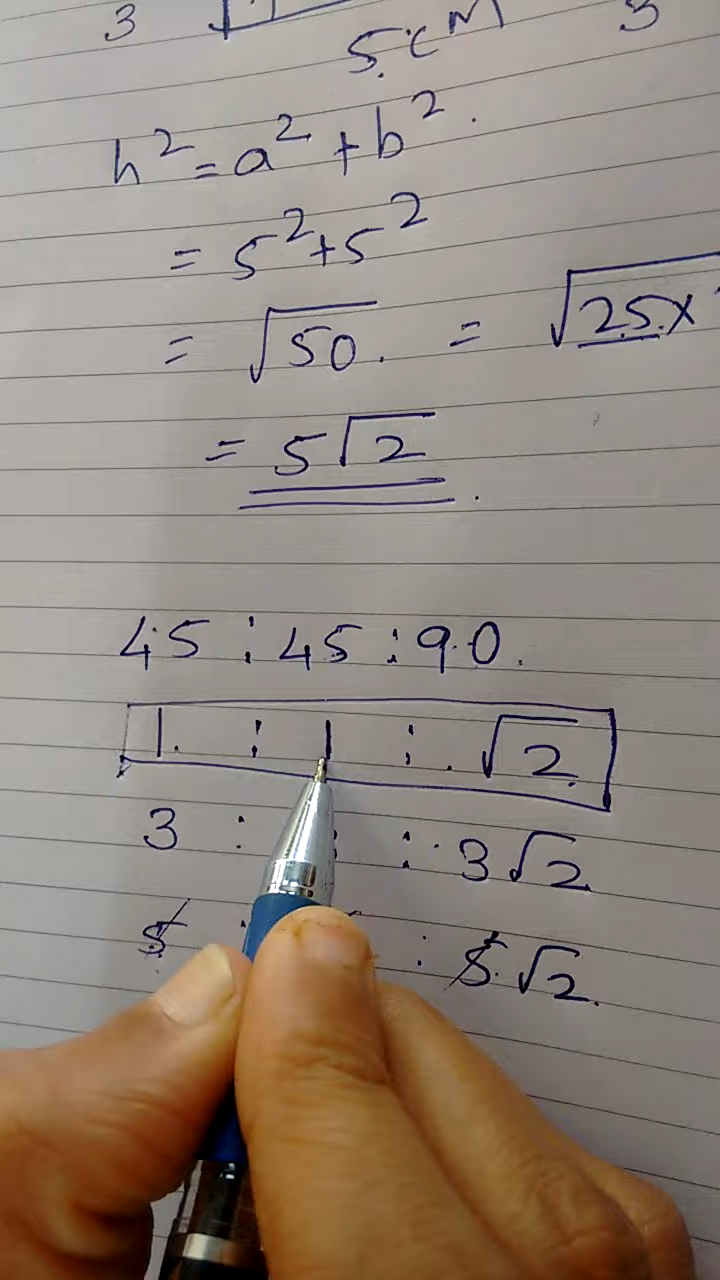 3 5 cM 3
h² = a² + b².
= 5² + 5²
= √50. = √25×
= 5√2.
45 : 45 : 90.
1. : 1 : √2
3 : : 3√2
5 : : 5√2.